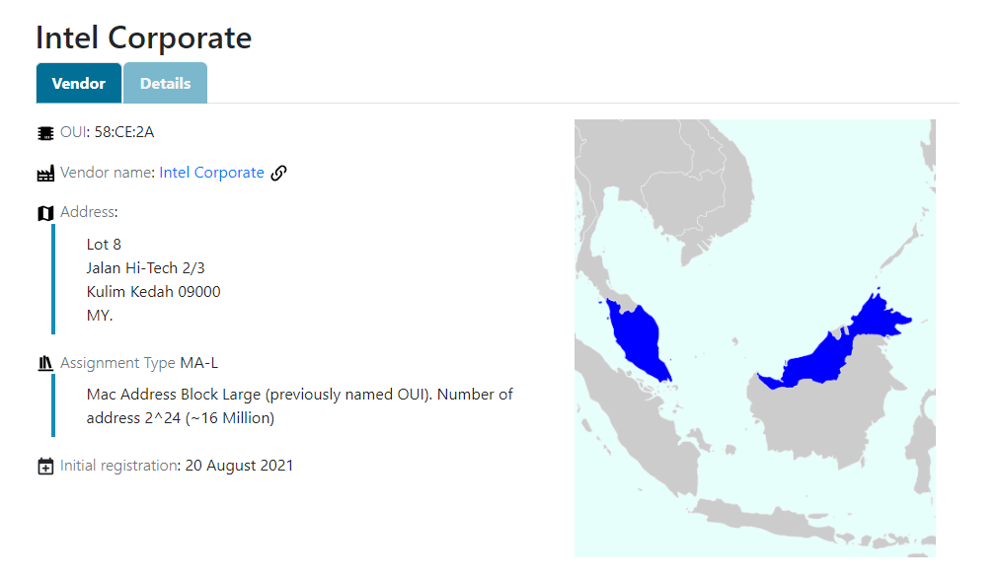 Intel Corporate
Vendor
Details
OUI: 58:CE:2A
Vendor name: Intel Corporate
Address:
Lot 8
Jalan Hi-Tech 2/3
Kulim Kedah 09000
MY.
Assignment Type MA-L
Mac Address Block Large (previously named OUI). Number of
address 2^24 (~16 Million)
Initial registration: 20 August 2021